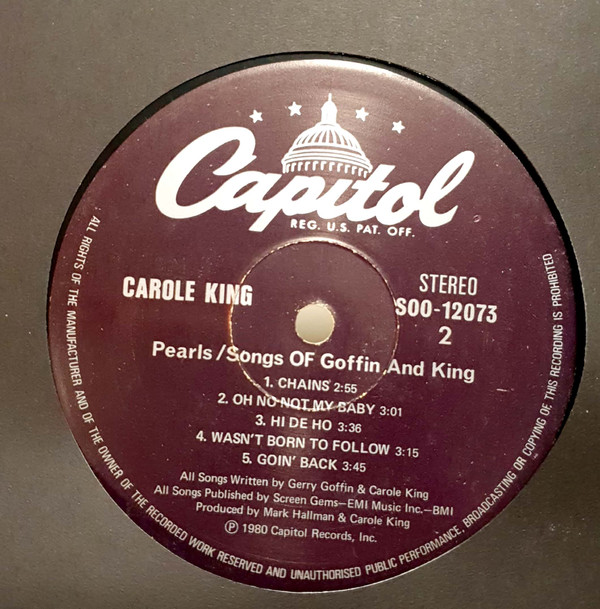 Capitol
REG. U.S. PAT. OFF.
CAROLE KING
STEREO
SOO-12073
2
Pearls/Songs OF Goffin And King
1. CHAINS 2:55
2. OH NO NOT MY BABY 3:01
3. HI DE HO 3:36
4. WASN'T BORN TO FOLLOW 3:15
5. GOIN' BACK 3:45
All Songs Written by Gerry Goffin & Carole King
All Songs Published by Screen Gems—EMI Music Inc.—BMI
Produced by Mark Hallman & Carole King
Ⓟ 1980 Capitol Records, Inc.
ALL RIGHTS OF THE MANUFACTURER AND OF THE OWNER OF THE RECORDED WORK RESERVED AND UNAUTHORISED PUBLIC PERFORMANCE, BROADCASTING OR COPYING OF THIS RECORDING IS PROHIBITED